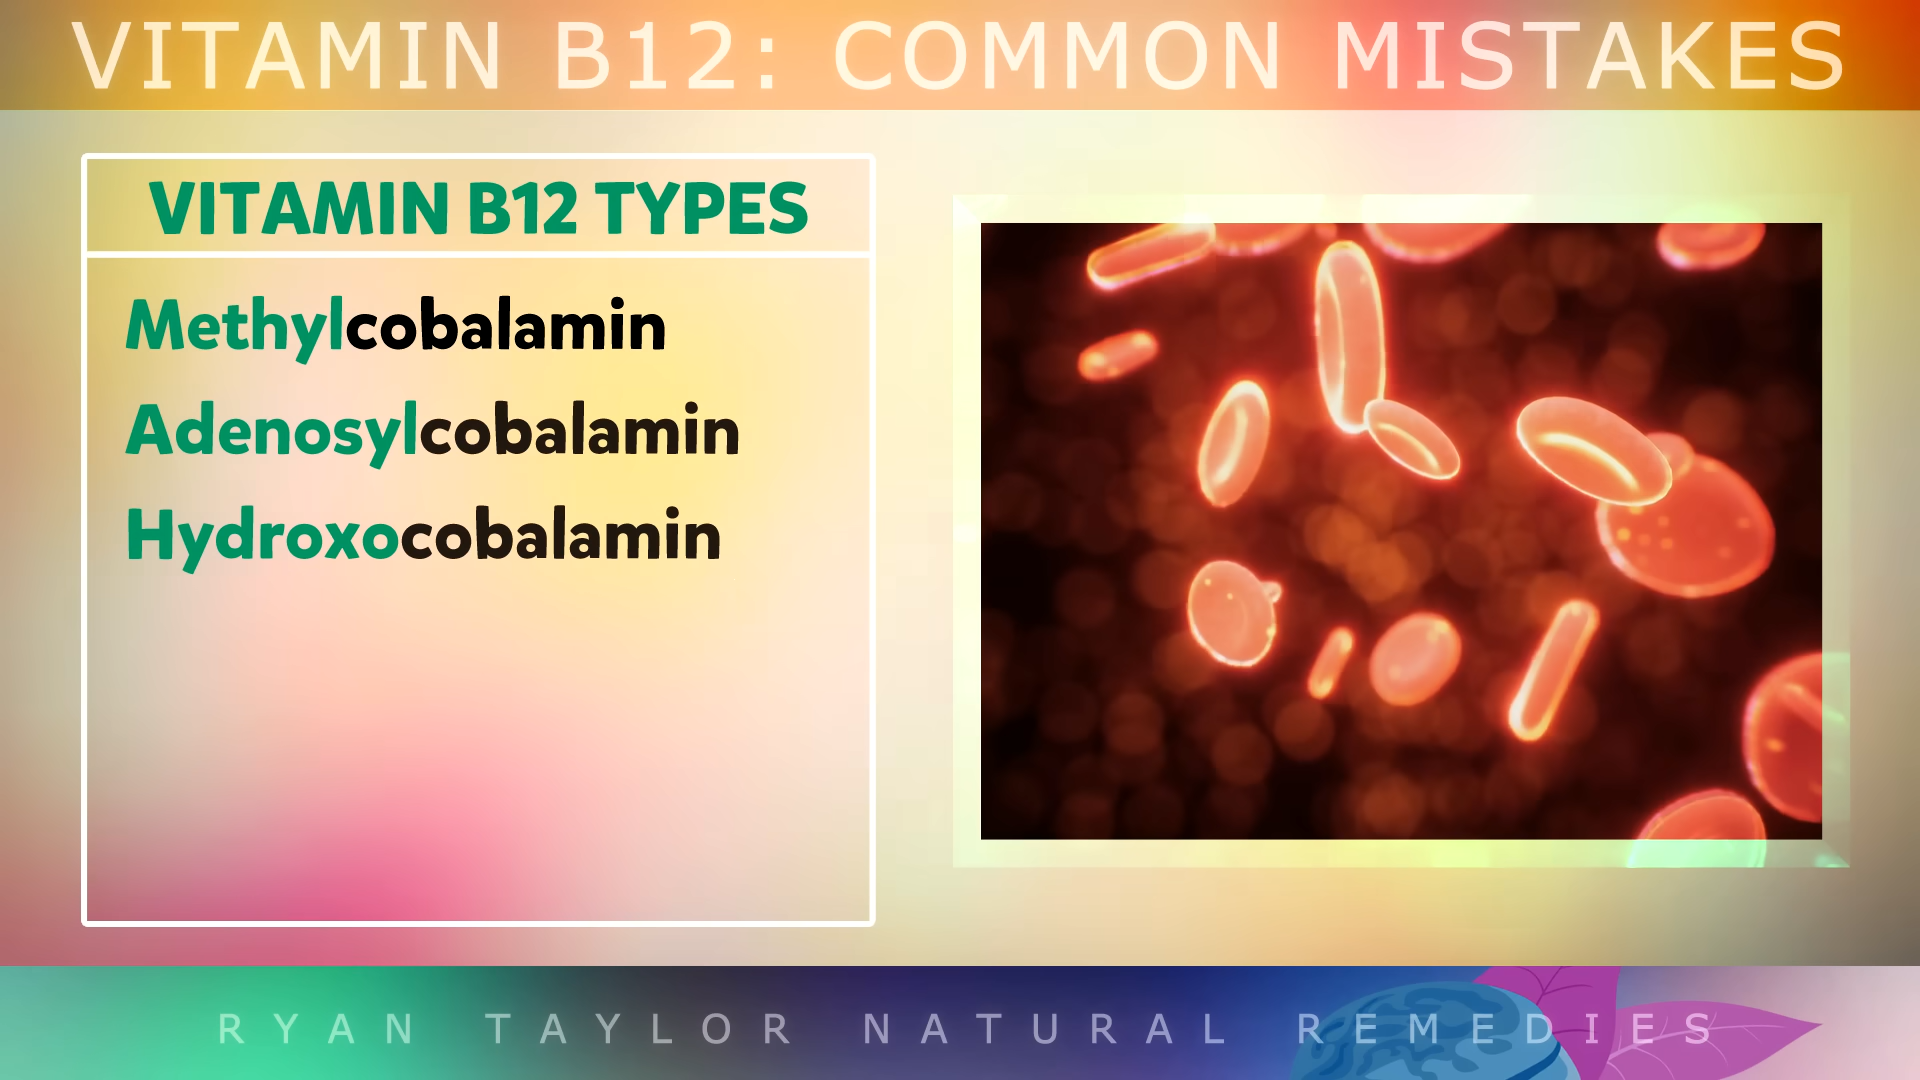 VITAMIN B12: COMMON MISTAKES
VITAMIN B12 TYPES
Methylcobalamin
Adenosylcobalamin
Hydroxocobalamin
RYAN TAYLOR NATURAL REMEDIES